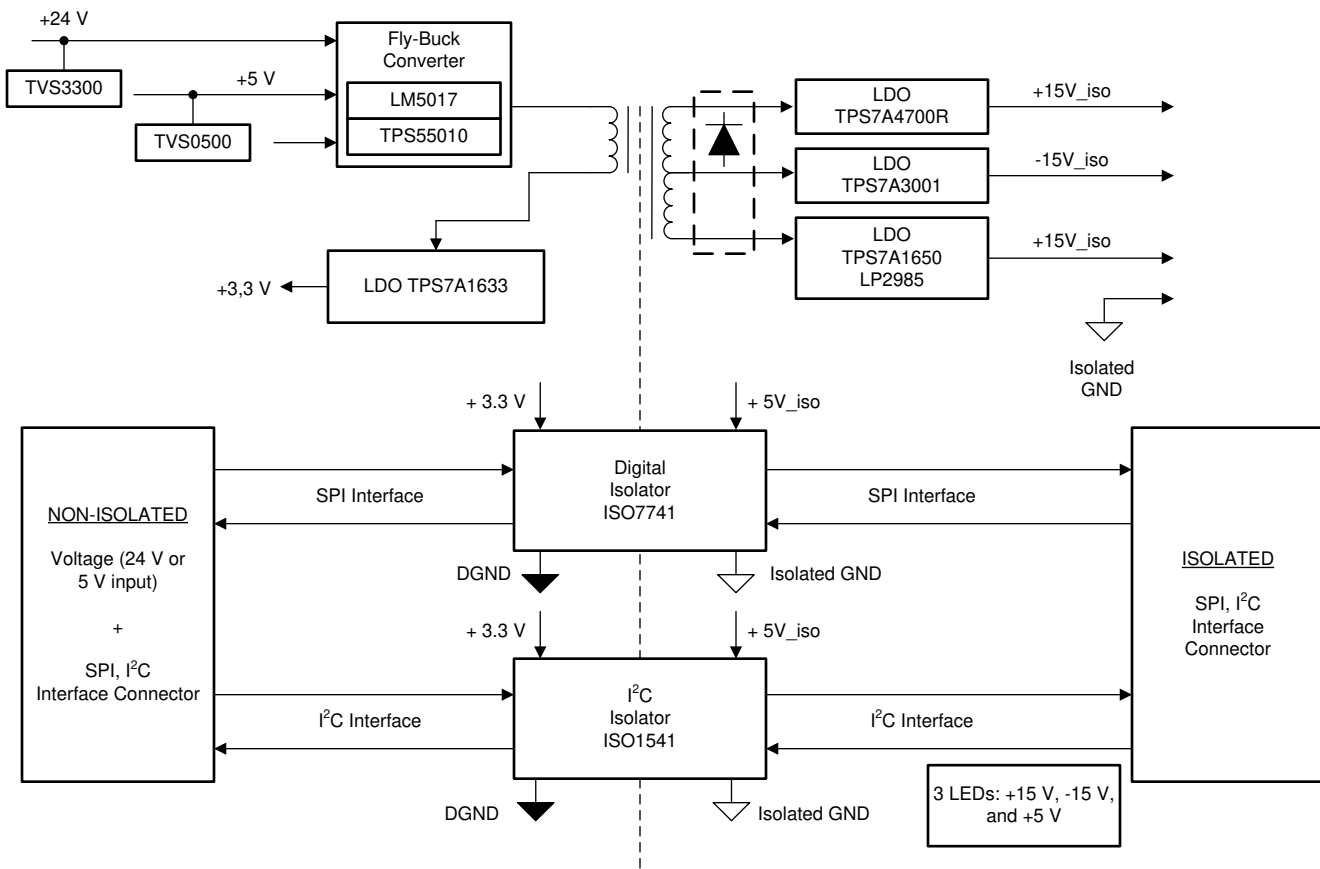 +24 V
TVS3300
+5 V
TVS0500
Fly-Buck
Converter
LM5017
TPS55010
LDO
TPS7A4700R
+15V_iso
LDO
TPS7A3001
-15V_iso
LDO
TPS7A1650
LP2985
+15V_iso
Isolated
GND
LDO TPS7A1633
+3,3 V
+ 3.3 V
+ 5V_iso
NON-ISOLATED
Voltage (24 V or
5 V input)
+
SPI, I²C
Interface Connector
SPI Interface
Digital
Isolator
ISO7741
SPI Interface
DGND
Isolated GND
+ 3.3 V
+ 5V_iso
I²C Interface
I²C
Isolator
ISO1541
I²C Interface
DGND
Isolated GND
ISOLATED
SPI, I²C
Interface
Connector
3 LEDs: +15 V, -15 V,
and +5 V